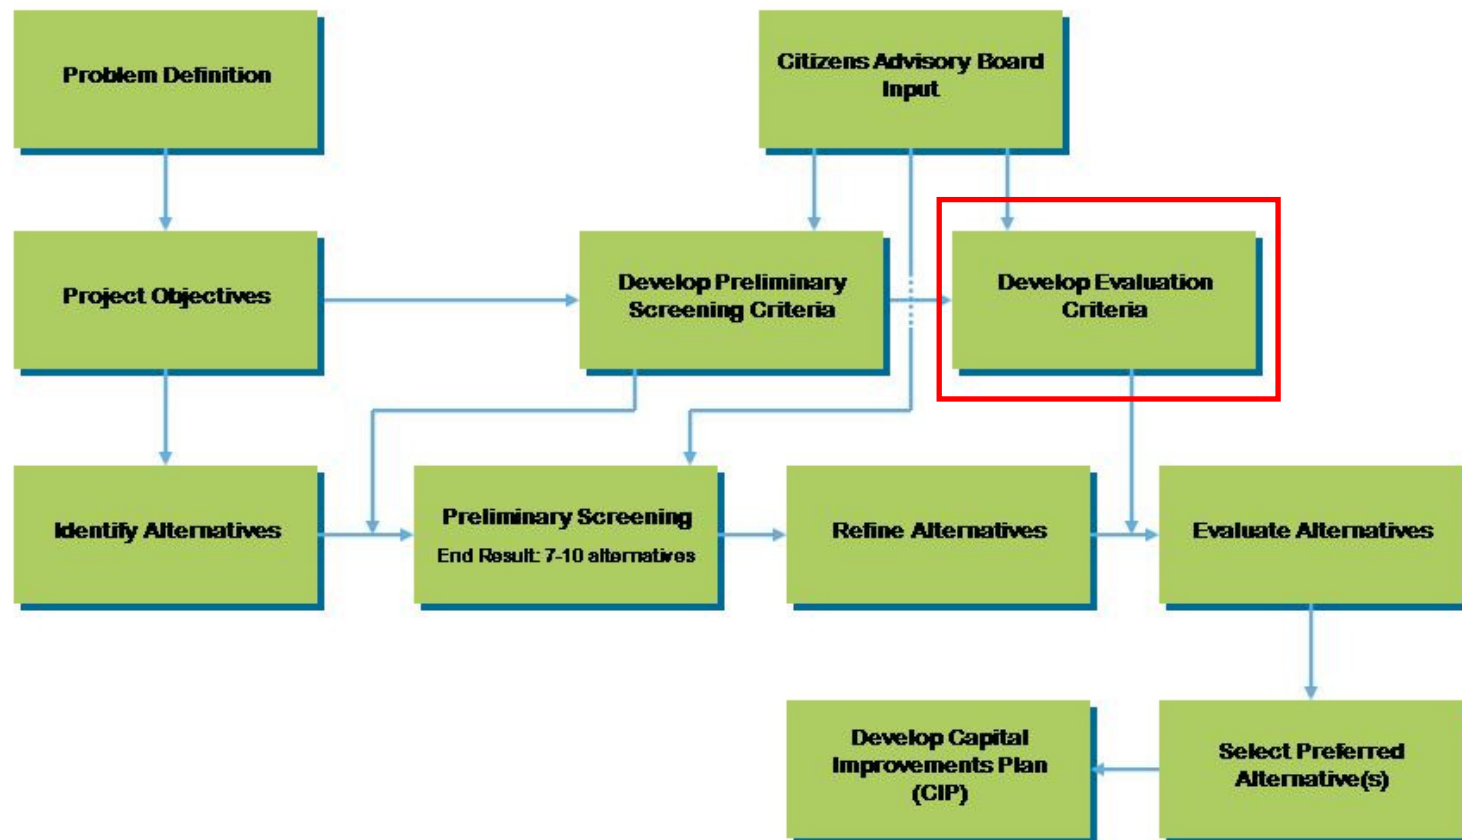 Problem Definition
Citizens Advisory Board
Input
Project Objectives
Develop Preliminary
Screening Criteria
Develop Evaluation
Criteria
Identify Alternatives
Preliminary Screening
End Result: 7-10 alternatives
Refine Alternatives
Evaluate Alternatives
Develop Capital
Improvements Plan
(CIP)
Select Preferred
Alternative(s)